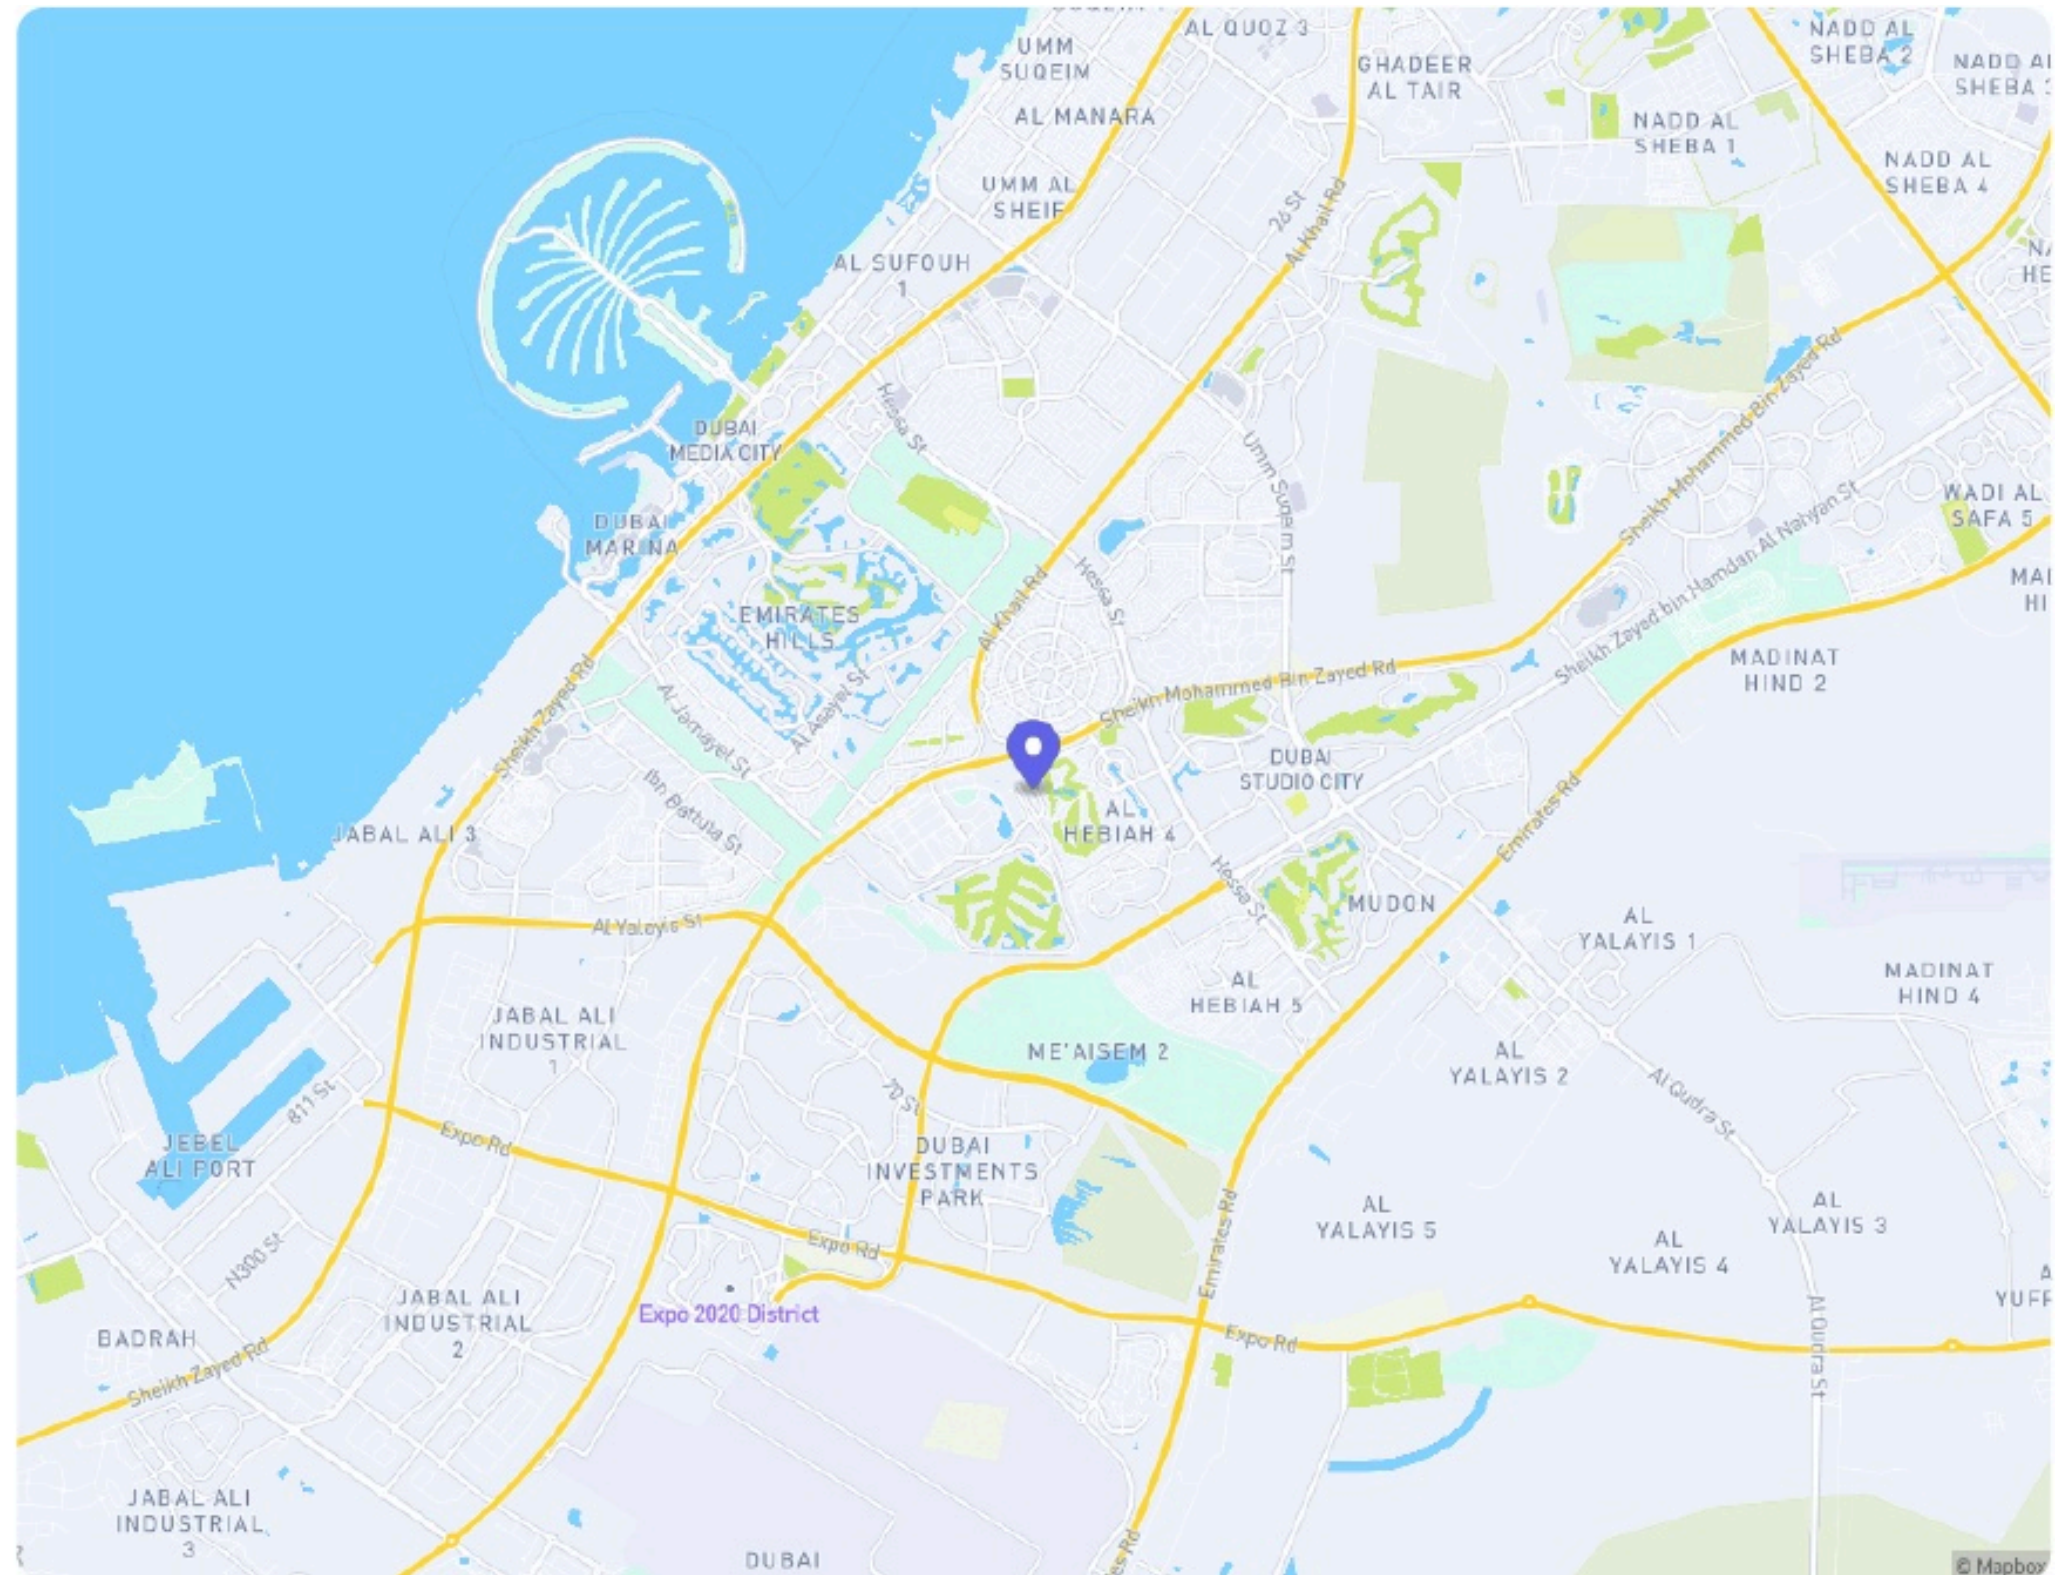 AL QUOZ 3
UMM
SUQEIM
NADD AL
SHEBA 2
NADD AL
SHEBA
GHADEER
AL TAIR
AL MANARA
NADD AL
SHEBA 1
NADD AL
SHEBA 4
UMM AL
SHEIF
26 St
Al Khail Rd
AL SUFOUH
1
Hessa St
DUBAI
MEDIA CITY
Umm Suqeim St
Sheikh Mohammed Bin Zayed Rd
Sheikh Zayed bin Hamdan Al Nahyan St
WADI AL
SAFA 5
DUBAI
MARINA
Hessa St
Al Khail Rd
EMIRATES
HILLS
MADINAT
HIND 2
Sheikh Zayed Rd
Al Jamayel St
Al Asayel St
Sheikh Mohammed Bin Zayed Rd
DUBAI
STUDIO CITY
Ibn Battuta St
JABAL ALI 3
AL
HEBIAH 4
Emirates Rd
Hessa St
MUDON
Al Yalayis St
AL
YALAYIS 1
MADINAT
HIND 4
AL
HEBIAH 5
JABAL ALI
INDUSTRIAL
1
ME'AISEM 2
AL
YALAYIS 2
Al Qudra St
70 St
811 St
Expo Rd
JEBEL
ALI PORT
DUBAI
INVESTMENTS
PARK
Emirates Rd
AL
YALAYIS 5
AL
YALAYIS 3
AL
YALAYIS 4
N300 St
Expo Rd
Expo 2020 District
JABAL ALI
INDUSTRIAL
2
BADRAH
Sheikh Zayed Rd
Expo Rd
Al Qudra St
JABAL ALI
INDUSTRIAL
3
DUBAI
© Mapbox